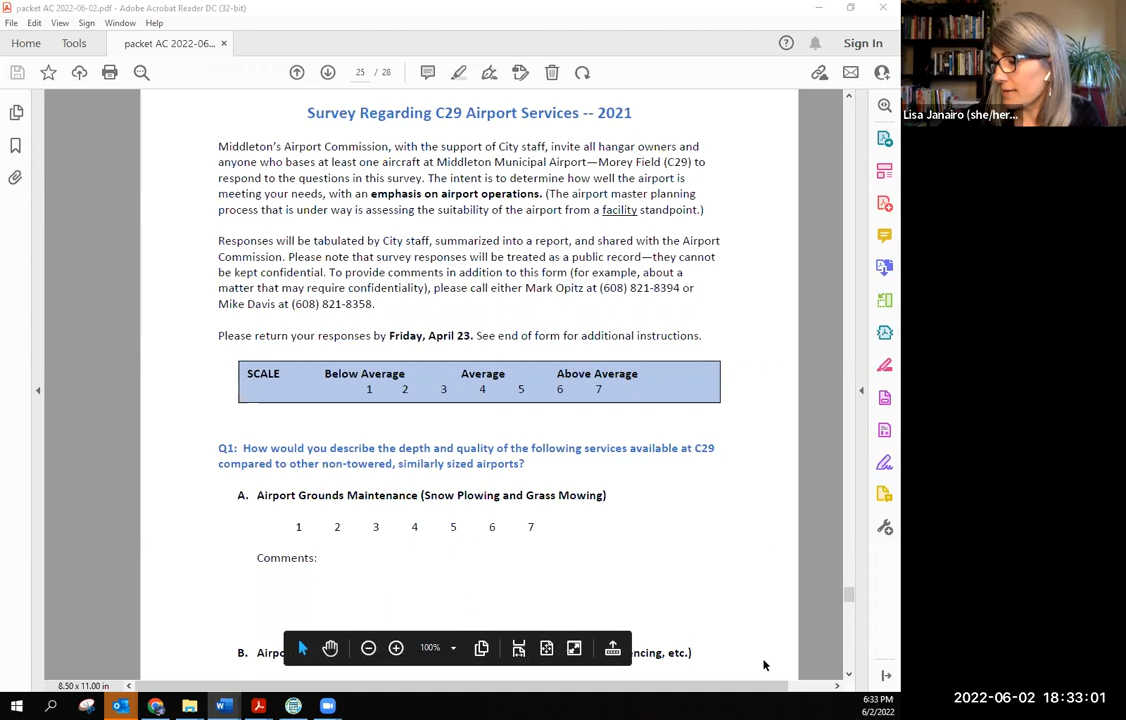 packet AC 2022-06-02.pdf - Adobe Acrobat Reader DC (32-bit)
File Edit View Sign Window Help
Home Tools packet AC 2022-06... × Sign In
25 / 28
Lisa Janairo (she/her...
Survey Regarding C29 Airport Services -- 2021
Middleton's Airport Commission, with the support of City staff, invite all hangar owners and
anyone who bases at least one aircraft at Middleton Municipal Airport—Morey Field (C29) to
respond to the questions in this survey. The intent is to determine how well the airport is
meeting your needs, with an emphasis on airport operations. (The airport master planning
process that is under way is assessing the suitability of the airport from a facility standpoint.)
Responses will be tabulated by City staff, summarized into a report, and shared with the Airport
Commission. Please note that survey responses will be treated as a public record—they cannot
be kept confidential. To provide comments in addition to this form (for example, about a
matter that may require confidentiality), please call either Mark Opitz at (608) 821-8394 or
Mike Davis at (608) 821-8358.
Please return your responses by Friday, April 23. See end of form for additional instructions.
SCALE Below Average Average Above Average
1 2 3 4 5 6 7
Q1: How would you describe the depth and quality of the following services available at C29
compared to other non-towered, similarly sized airports?
A. Airport Grounds Maintenance (Snow Plowing and Grass Mowing)
1 2 3 4 5 6 7
Comments:
100%
B. encing, etc.)
8.50 x 11.00 in
6:33 PM
6/2/2022
2022-06-02 18:33:01